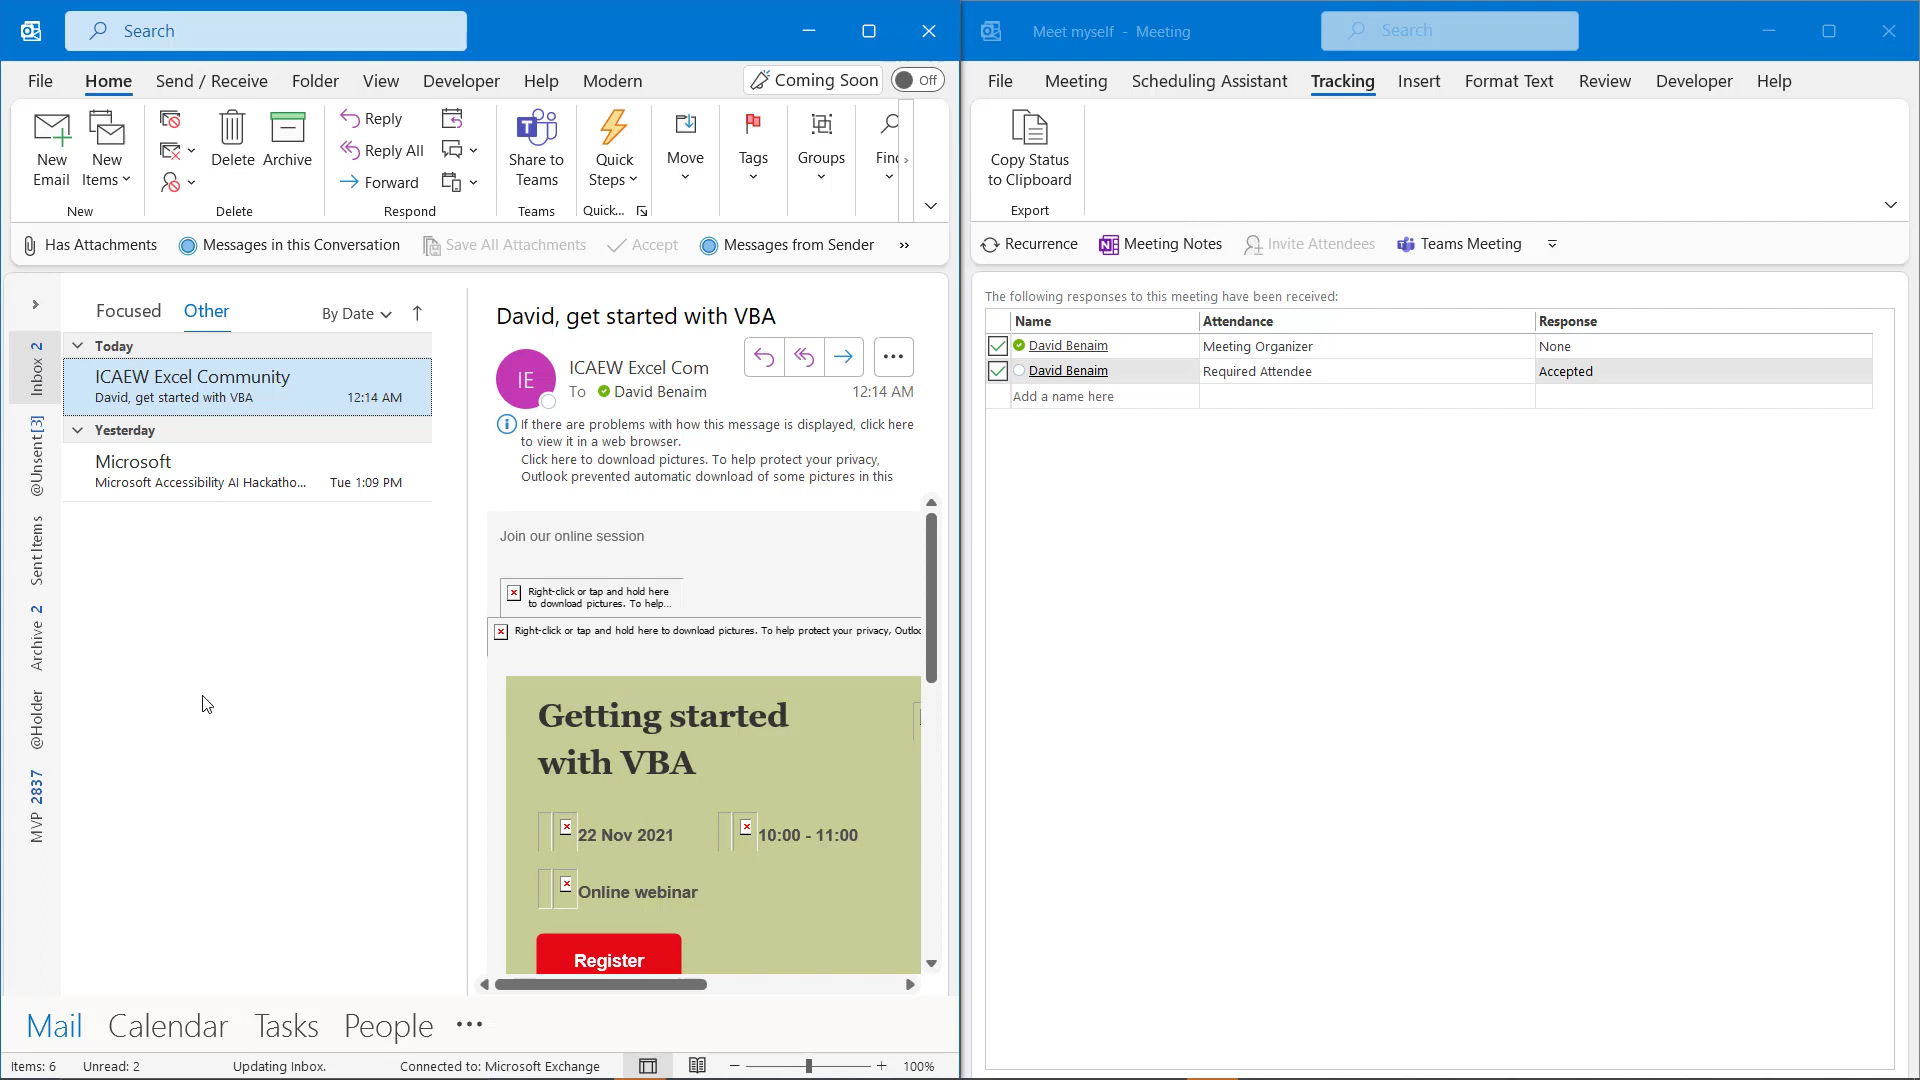 Search
File Home Send / Receive Folder View Developer Help Modern Coming Soon Off
New Email
New Items
New
Delete
Archive
Delete
Reply
Reply All
Forward
Respond
Share to Teams
Teams
Quick Steps
Quick...
Move
Tags
Groups
Has Attachments Messages in this Conversation Save All Attachments Accept Messages from Sender »
Inbox 2
@Unsent [3]
Sent Items
Archive 2
@Holder
MVP 2837
Focused Other By Date
Today
ICAEW Excel Community
David, get started with VBA 12:14 AM
Yesterday
Microsoft
Microsoft Accessibility AI Hackatho... Tue 1:09 PM
David, get started with VBA
IE
ICAEW Excel Com
To David Benaim 12:14 AM
If there are problems with how this message is displayed, click here
to view it in a web browser.
Click here to download pictures. To help protect your privacy,
Outlook prevented automatic download of some pictures in this
Join our online session
Right-click or tap and hold here
to download pictures. To help...
Right-click or tap and hold here to download pictures. To help protect your privacy, Outloo
Getting started
with VBA
22 Nov 2021 10:00 - 11:00
Online webinar
Register
Mail Calendar Tasks People ...
Items: 6 Unread: 2 Updating Inbox. Connected to: Microsoft Exchange 100%
Meet myself - Meeting Search
File Meeting Scheduling Assistant Tracking Insert Format Text Review Developer Help
Copy Status
to Clipboard
Export
Recurrence Meeting Notes Invite Attendees Teams Meeting
The following responses to this meeting have been received:
Name Attendance Response
David Benaim Meeting Organizer None
David Benaim Required Attendee Accepted
Add a name here